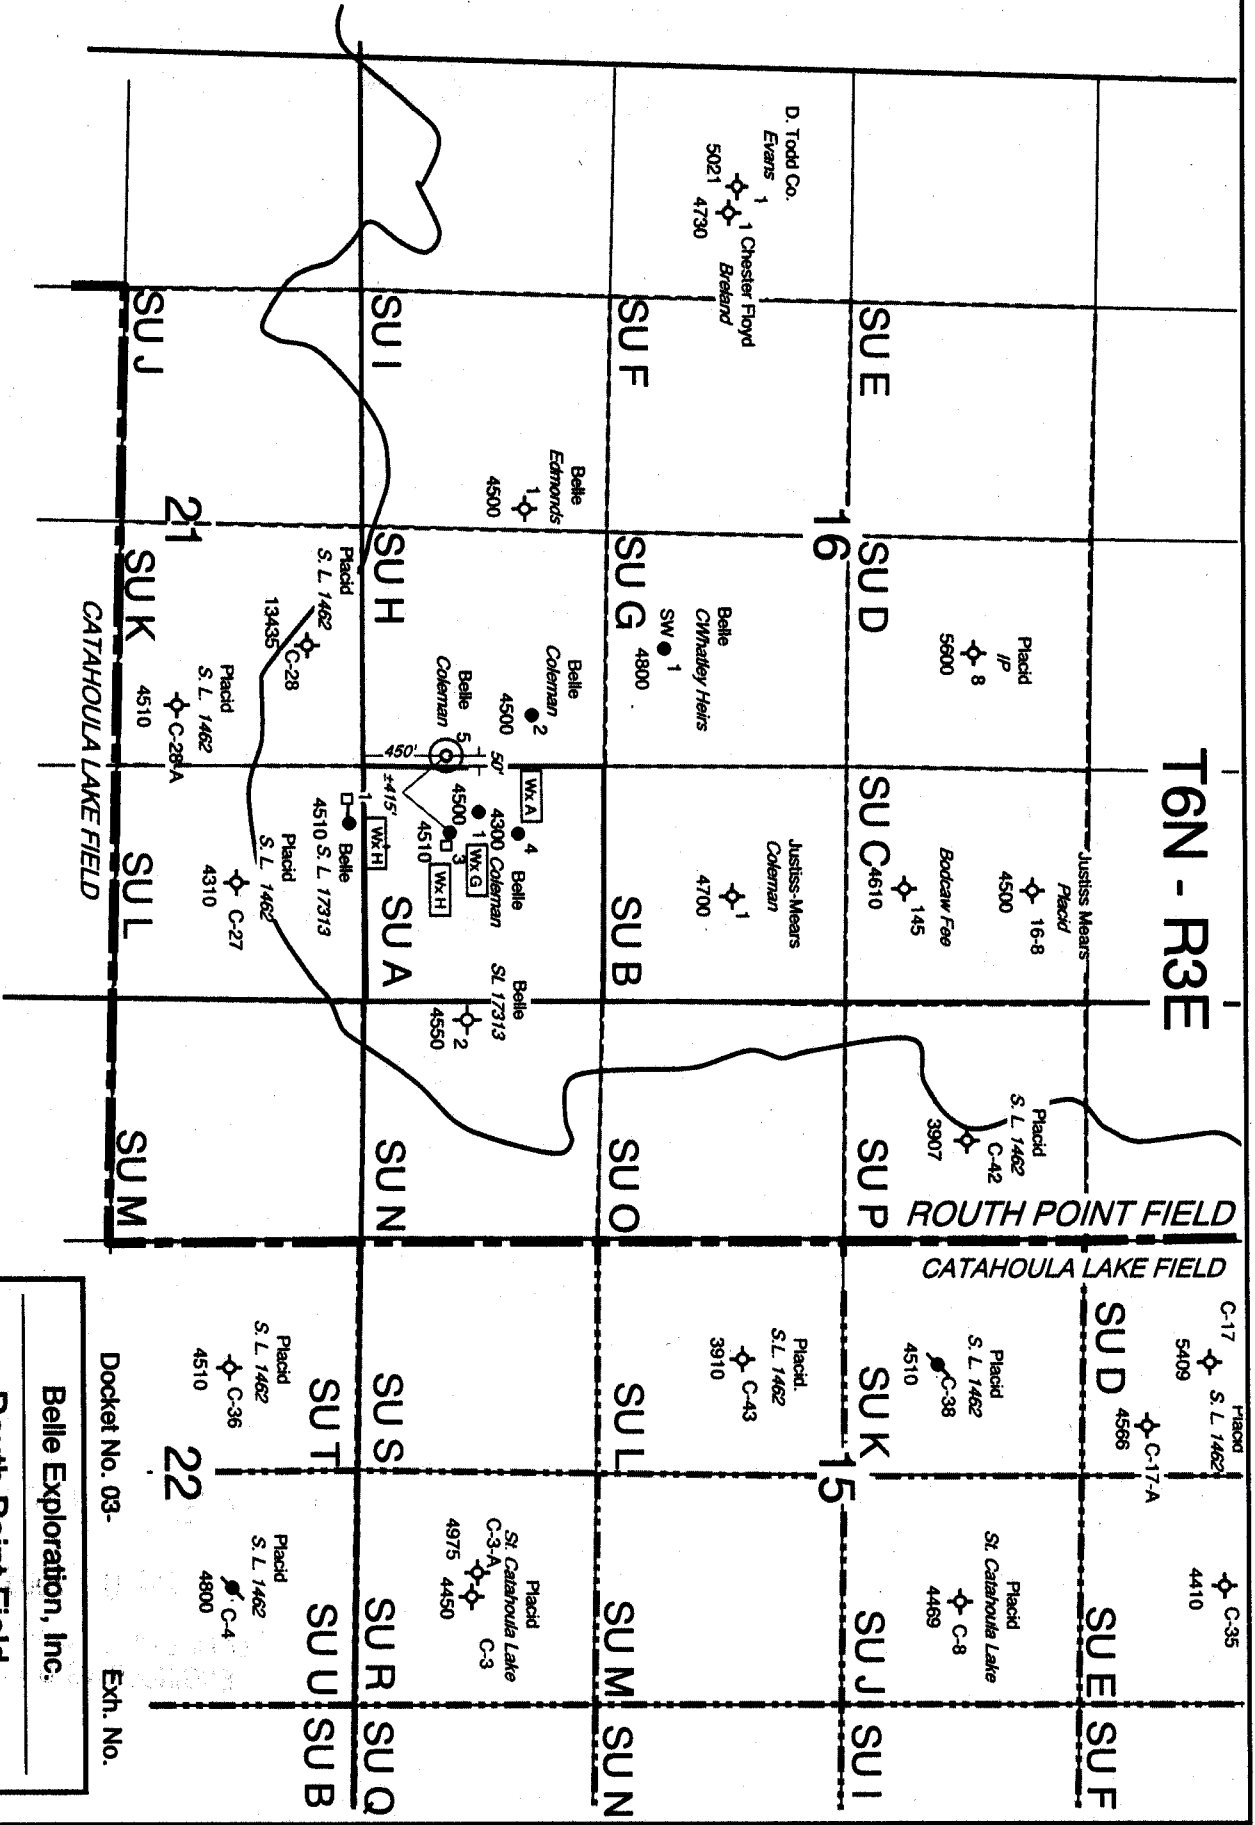 T6N - R3E
D. Todd Co.
Evans
1
5021
1 Chester Floyd
Breland
4730
SU E
SU F
SU I
SU J
16
21
SU D
SU G
SU H
SU K
Placid
IP
8
5600
Belle
CWhatley Heirs
SW 1
4800
Belle
Edmonds
1
4500
Belle
Coleman
2
4500
Belle
Coleman
5
450'
50'
±415'
Placid
S. L. 1462
C-28
13435
Placid
S. L. 1462
C-28-A
4510
CATAHOULA LAKE FIELD
Justiss Mears
Placid
16-8
4500
Bodcaw Fee
145
4610
SU C
Justiss-Mears
Coleman
1
4700
SU B
Wx A
4
4300
Belle
Coleman
1
4500
Wx G
3
4510
Wx H
Wx H
SU A
1
4510
Belle
S. L. 17313
Placid
S. L. 1462
C-27
4310
SU L
Belle
SL 17313
2
4550
Placid
S. L. 1462
C-42
3907
SU P
SU O
SU N
SU M
ROUTH POINT FIELD
CATAHOULA LAKE FIELD
C-17
5409
Placid
S. L. 1462
C-17-A
4566
SU D
Placid
S. L. 1462
C-38
4510
SU K
15
Placid.
S.L. 1462
C-43
3910
SU L
SU S
SU T
Placid
S. L. 1462
C-36
4510
22
C-35
4410
SU E
SU F
Placid
St. Catahoula Lake
C-8
4469
SU J
SU I
SU M
SU N
Placid
St. Catahoula Lake
C-3-A
4975
C-3
4450
SU R
SU Q
SU U
SU B
Placid
S. L. 1462
C-4
4800
Docket No. 03-
Exh. No.
Belle Exploration, Inc.
Routh Point Field